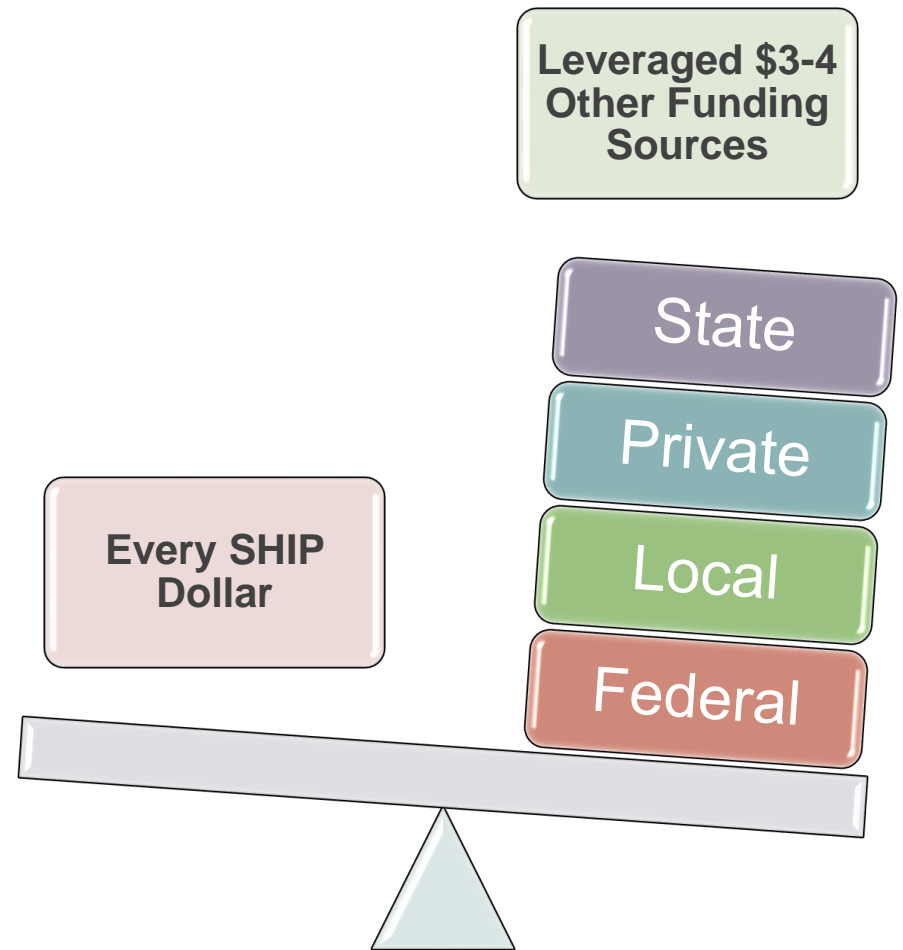 Leveraged $3-4
Other Funding
Sources
State
Private
Local
Federal
Every SHIP
Dollar